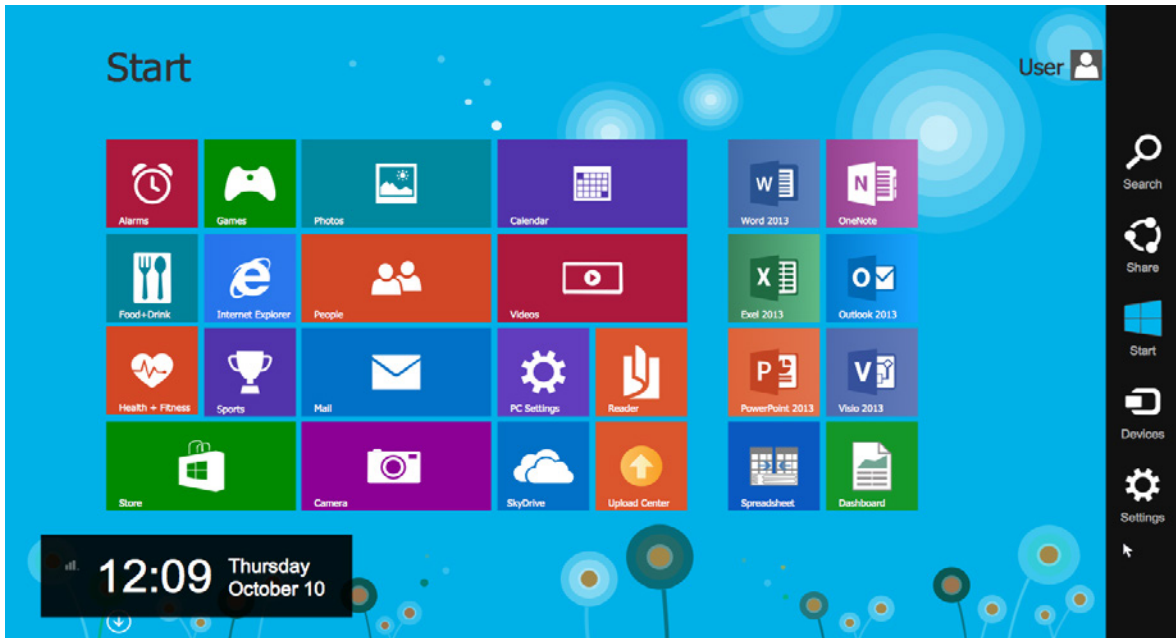 Start
User
Alarms
Games
Photos
Calendar
W
Word 2013
N
OneNote
Food+Drink
Internet Explorer
People
Videos
X
Exel 2013
O
Outlook 2013
Health + Fitness
Sports
Mail
PC Settings
Reader
P
PowerPoint 2013
V
Visio 2013
Store
Camera
SkyDrive
Upload Center
Spreadsheet
Dashboard
Search
Share
Start
Devices
Settings
12:09
Thursday
October 10